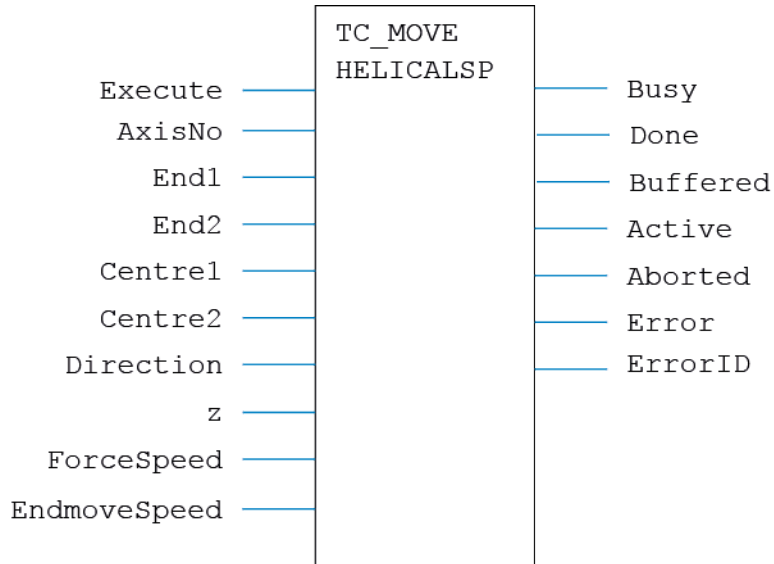 TC_MOVE
HELICALSP
Execute
AxisNo
End1
End2
Centre1
Centre2
Direction
z
ForceSpeed
EndmoveSpeed
Busy
Done
Buffered
Active
Aborted
Error
ErrorID